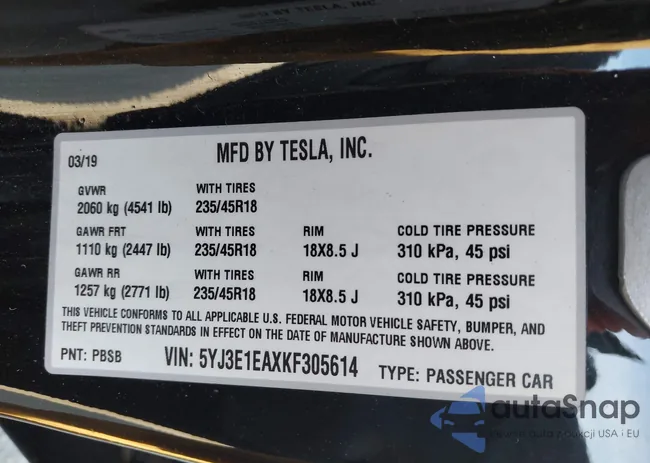 MFD BY TESLA, INC.
03/19
GVWR WITH TIRES
2060 kg (4541 lb) 235/45R18
GAWR FRT WITH TIRES RIM COLD TIRE PRESSURE
1110 kg (2447 lb) 235/45R18 18X8.5 J 310 kPa, 45 psi
GAWR RR WITH TIRES RIM COLD TIRE PRESSURE
1257 kg (2771 lb) 235/45R18 18X8.5 J 310 kPa, 45 psi
THIS VEHICLE CONFORMS TO ALL APPLICABLE U.S. FEDERAL MOTOR VEHICLE SAFETY, BUMPER, AND
THEFT PREVENTION STANDARDS IN EFFECT ON THE DATE OF MANUFACTURE SHOWN ABOVE.
PNT: PBSB VIN: 5YJ3E1EAXKF305614 TYPE: PASSENGER CAR
autoSnap
aukcji USA i EU